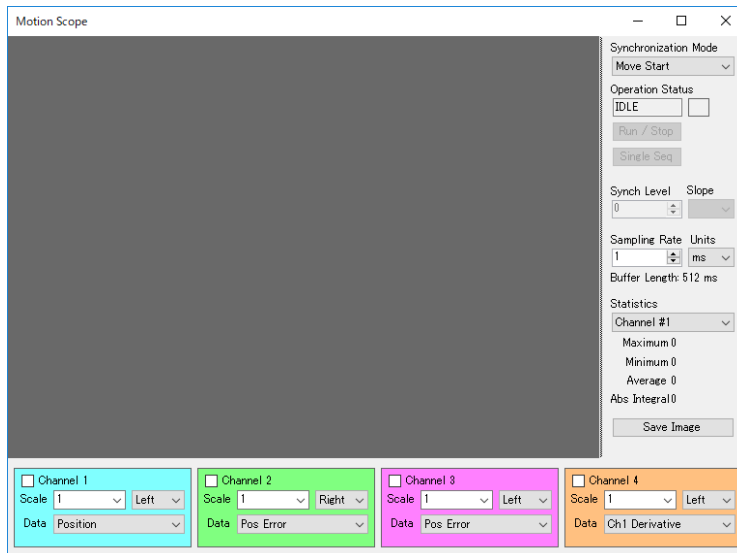 Motion Scope
Synchronization Mode
Move Start
Operation Status
IDLE
Run / Stop
Single Seq
Synch Level Slope
0
Sampling Rate Units
1 ms
Buffer Length: 512 ms
Statistics
Channel #1
Maximum 0
Minimum 0
Average 0
Abs Integral 0
Save Image
Channel 1
Scale 1 Left
Data Position
Channel 2
Scale 1 Right
Data Pos Error
Channel 3
Scale 1 Left
Data Pos Error
Channel 4
Scale 1 Left
Data Ch1 Derivative